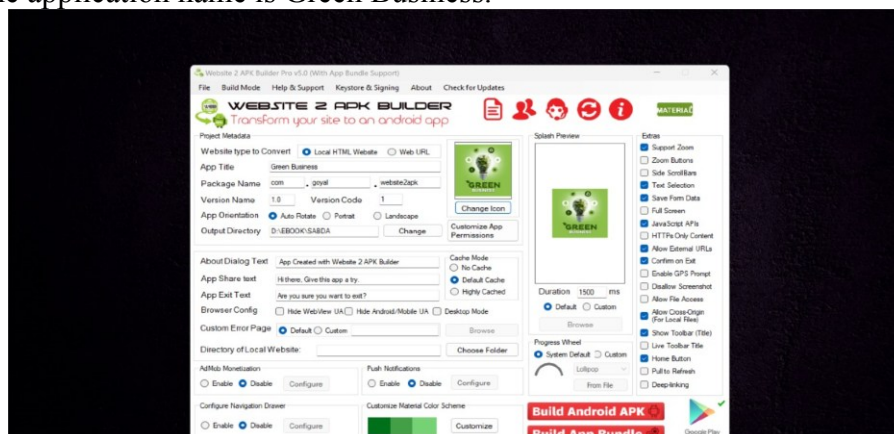 e application name is Green Business.
Website 2 APK Builder Pro v5.0 (With App Bundle Support)
File Build Mode Help & Support Keystore & Signing About Check for Updates
WEBSITE 2 APK BUILDER
Transform your site to an android app
MATERIAL
Project Metadata
Website type to Convert Local HTML Website Web URL
App Title Green Business
Package Name com . goyal . website2apk
Version Name 1.0 Version Code 1
App Orientation Auto Rotate Portrait Landscape
Output Directory D:\EBOOK\SABDA Change
GREEN
Change Icon
Customize App
Permissions
About Dialog Text App Created with Website 2 APK Builder
App Share text Hi there, Give this app a try.
App Exit Text Are you sure you want to exit?
Browser Config Hide WebView UA Hide Android/Mobile UA Desktop Mode
Custom Error Page Default Custom Browse
Directory of Local Website: Choose Folder
Cache Mode
No Cache
Default Cache
Highly Cached
AdMob Monetization
Enable Disable Configure
Push Notifications
Enable Disable Configure
Configure Navigation Drawer
Enable Disable Configure
Customize Material Color Scheme
Customize
Splash Preview
GREEN
Duration 1500 ms
Default Custom
Browse
Progress Wheel
System Default Custom
Lollipop
From File
Build Android APK
Build App Bundle
Extras
Support Zoom
Zoom Buttons
Side ScrollBars
Text Selection
Save Form Data
Full Screen
JavaScript APIs
HTTPs Only Content
Allow External URLs
Confirm on Exit
Enable GPS Prompt
Disallow Screenshot
Allow File Access
Allow Cross-Origin
(For Local Files)
Show Toolbar (Title)
Live Toolbar Title
Home Button
Pull to Refresh
Deep-linking
Google Play